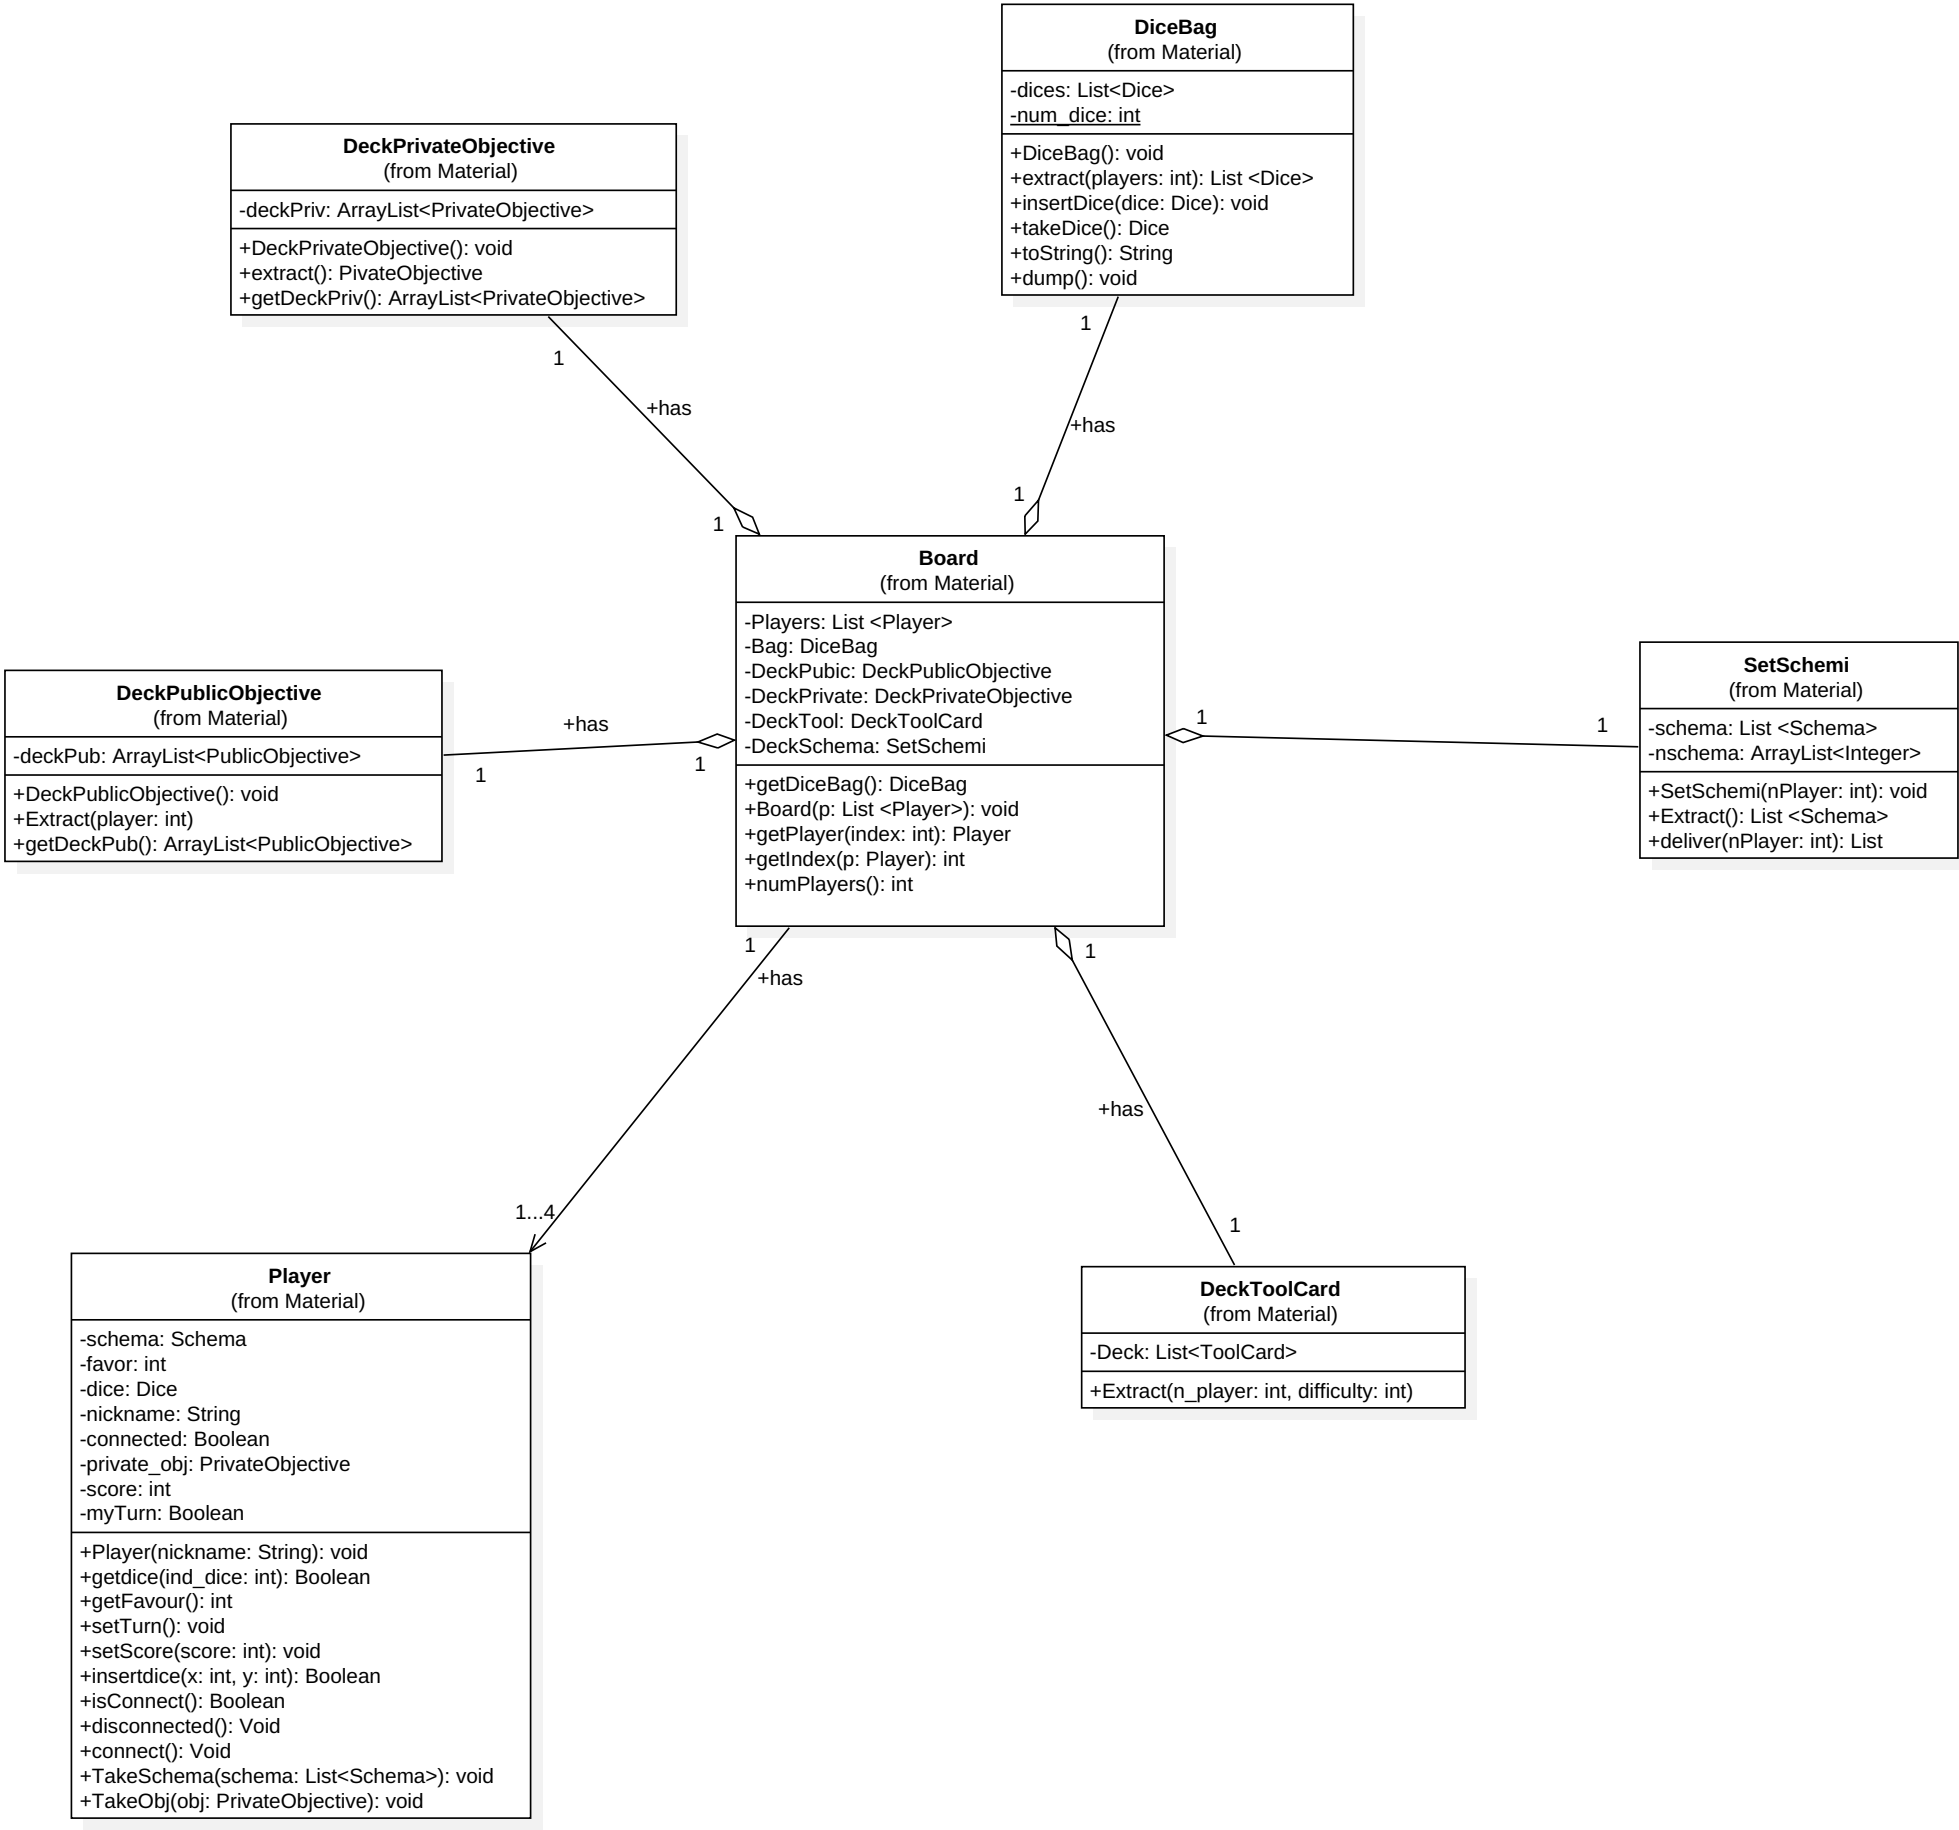 DiceBag
(from Material)
-dices: List<Dice>
-num_dice: int
+DiceBag(): void
+extract(players: int): List <Dice>
+insertDice(dice: Dice): void
+takeDice(): Dice
+toString(): String
+dump(): void
DeckPrivateObjective
(from Material)
-deckPriv: ArrayList<PrivateObjective>
+DeckPrivateObjective(): void
+extract(): PivateObjective
+getDeckPriv(): ArrayList<PrivateObjective>
1
1
+has
+has
1
1
Board
(from Material)
-Players: List <Player>
-Bag: DiceBag
-DeckPubic: DeckPublicObjective
-DeckPrivate: DeckPrivateObjective
-DeckTool: DeckToolCard
-DeckSchema: SetSchemi
+getDiceBag(): DiceBag
+Board(p: List <Player>): void
+getPlayer(index: int): Player
+getIndex(p: Player): int
+numPlayers(): int
DeckPublicObjective
(from Material)
-deckPub: ArrayList<PublicObjective>
+DeckPublicObjective(): void
+Extract(player: int)
+getDeckPub(): ArrayList<PublicObjective>
+has
1
1
1
1
SetSchemi
(from Material)
-schema: List <Schema>
-nschema: ArrayList<Integer>
+SetSchemi(nPlayer: int): void
+Extract(): List <Schema>
+deliver(nPlayer: int): List
1
+has
1
+has
1...4
1
Player
(from Material)
-schema: Schema
-favor: int
-dice: Dice
-nickname: String
-connected: Boolean
-private_obj: PrivateObjective
-score: int
-myTurn: Boolean
+Player(nickname: String): void
+getdice(ind_dice: int): Boolean
+getFavour(): int
+setTurn(): void
+setScore(score: int): void
+insertdice(x: int, y: int): Boolean
+isConnect(): Boolean
+disconnected(): Void
+connect(): Void
+TakeSchema(schema: List<Schema>): void
+TakeObj(obj: PrivateObjective): void
DeckToolCard
(from Material)
-Deck: List<ToolCard>
+Extract(n_player: int, difficulty: int)